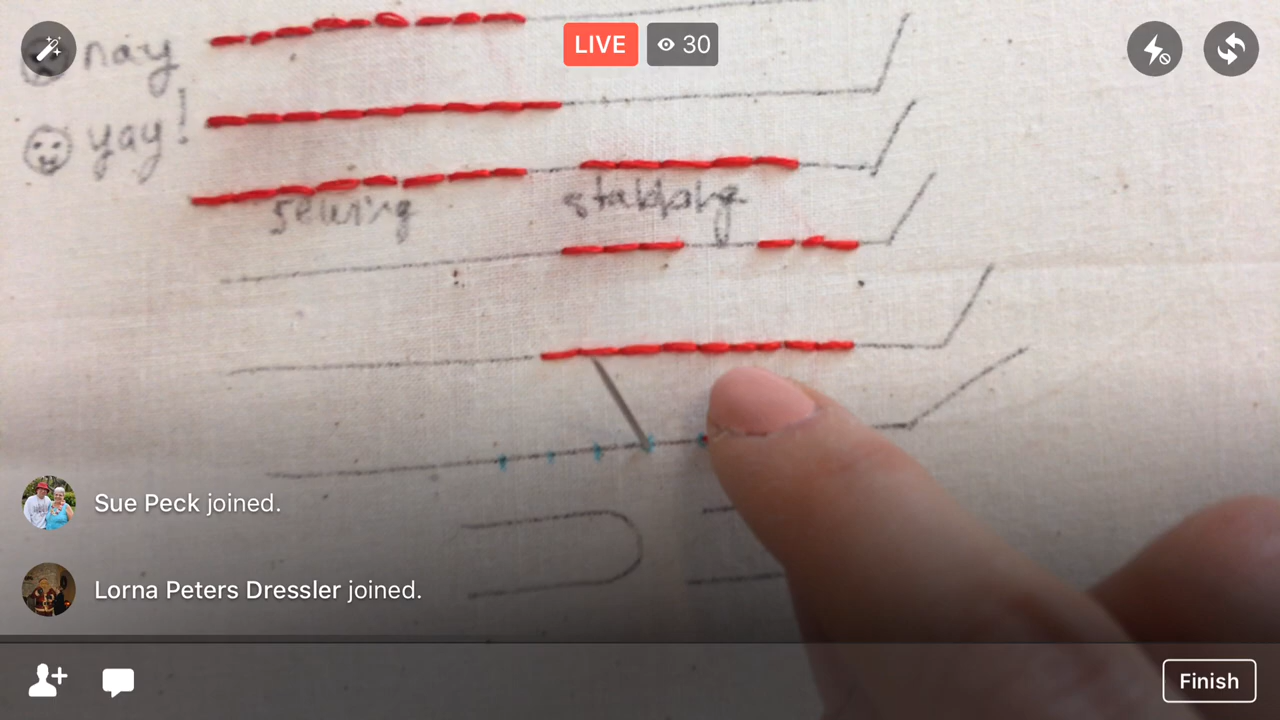 LIVE 30
nay
yay!
sewing
stabbing
Sue Peck joined.
Lorna Peters Dressler joined.
Finish